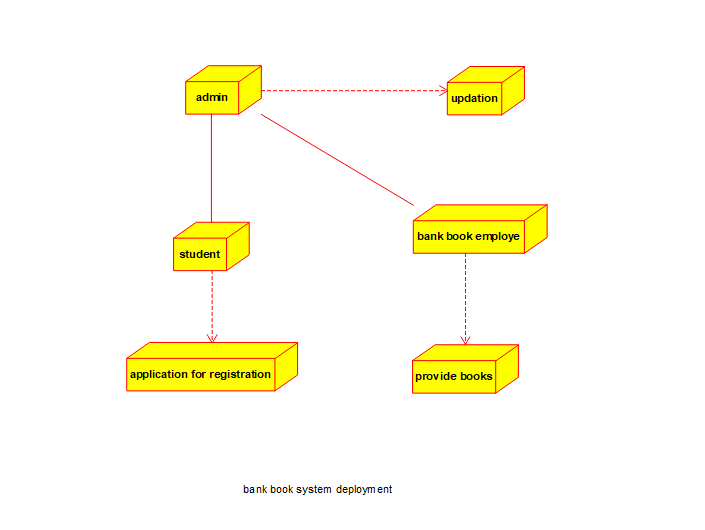 admin
updation
student
bank book employe
application for registration
provide books
bank book system deployment